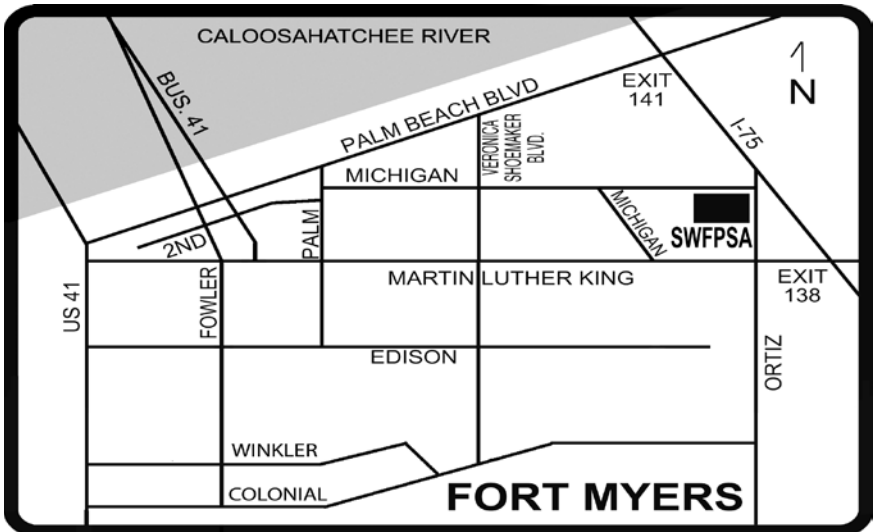 CALOOSAHATCHEE RIVER
BUS. 41
PALM BEACH BLVD
EXIT
141
N
I-75
VERONICA
SHOEMAKER
BLVD.
MICHIGAN
MICHIGAN
SWFPSA
2ND
PALM
US 41
FOWLER
MARTIN LUTHER KING
EXIT
138
EDISON
ORTIZ
WINKLER
COLONIAL
FORT MYERS